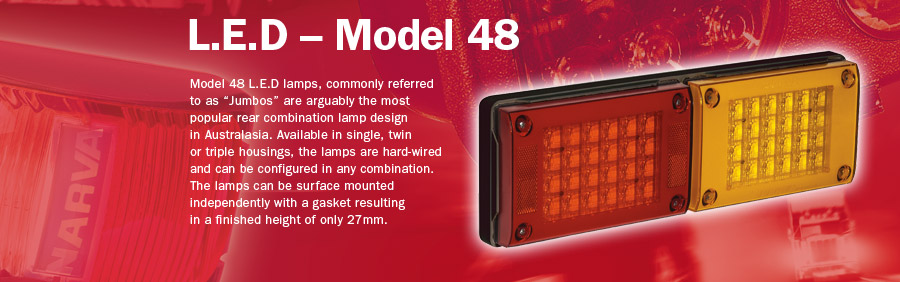 L.E.D – Model 48
Model 48 L.E.D lamps, commonly referred
to as “Jumbos” are arguably the most
popular rear combination lamp design
in Australasia. Available in single, twin
or triple housings, the lamps are hard-wired
and can be configured in any combination.
The lamps can be surface mounted
independently with a gasket resulting
in a finished height of only 27mm.
NARVA